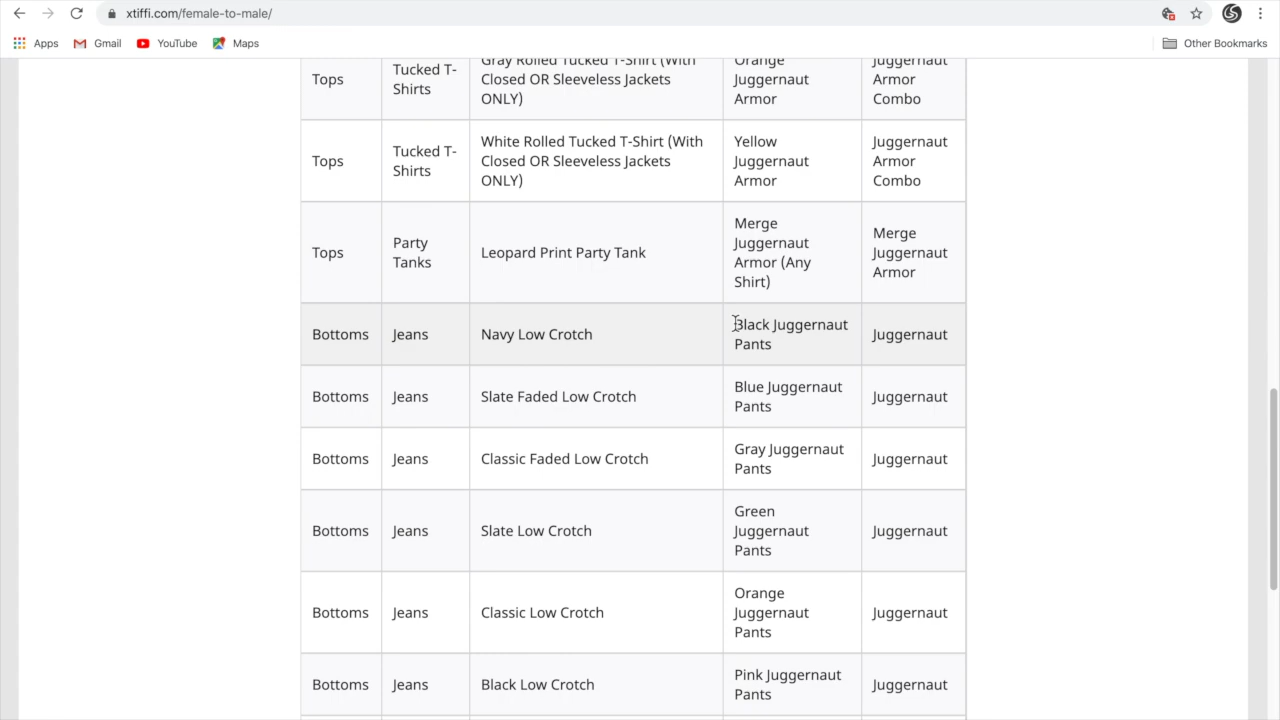 xtiffi.com/female-to-male/
Apps Gmail YouTube Maps Other Bookmarks
Tops
Tucked T-
Shirts
Gray Rolled Tucked T-Shirt (With
Closed OR Sleeveless Jackets
ONLY)
Orange
Juggernaut
Armor
Juggernaut
Armor
Combo
Tops
Tucked T-
Shirts
White Rolled Tucked T-Shirt (With
Closed OR Sleeveless Jackets
ONLY)
Yellow
Juggernaut
Armor
Juggernaut
Armor
Combo
Tops
Party
Tanks
Leopard Print Party Tank
Merge
Juggernaut
Armor (Any
Shirt)
Merge
Juggernaut
Armor
Bottoms
Jeans
Navy Low Crotch
Black Juggernaut
Pants
Juggernaut
Bottoms
Jeans
Slate Faded Low Crotch
Blue Juggernaut
Pants
Juggernaut
Bottoms
Jeans
Classic Faded Low Crotch
Gray Juggernaut
Pants
Juggernaut
Bottoms
Jeans
Slate Low Crotch
Green
Juggernaut
Pants
Juggernaut
Bottoms
Jeans
Classic Low Crotch
Orange
Juggernaut
Pants
Juggernaut
Bottoms
Jeans
Black Low Crotch
Pink Juggernaut
Pants
Juggernaut